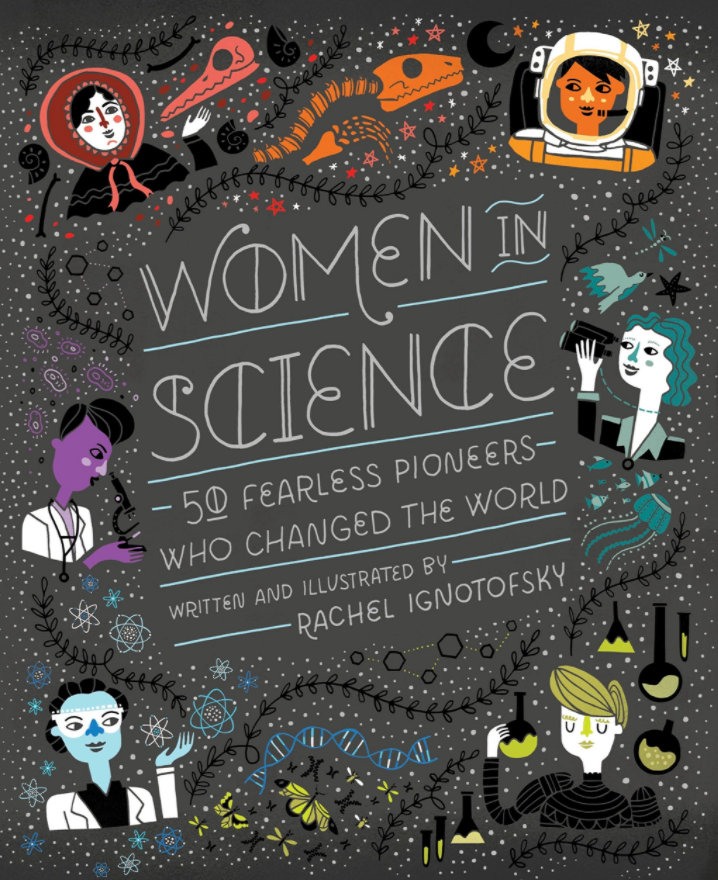 WOMEN IN
SCIENCE
50 FEARLESS PIONEERS
WHO CHANGED THE WORLD
WRITTEN AND ILLUSTRATED BY
RACHEL IGNOTOFSKY